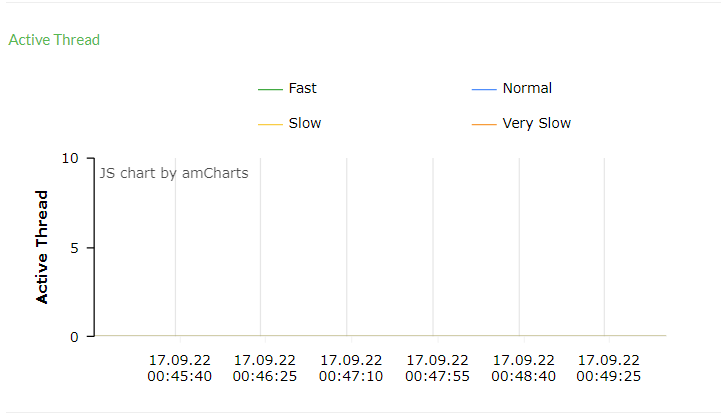 Active Thread
Fast
Normal
Slow
Very Slow
10
JS chart by amCharts
5
0
Active Thread
17.09.22 17.09.22 17.09.22 17.09.22 17.09.22 17.09.22
00:45:40 00:46:25 00:47:10 00:47:55 00:48:40 00:49:25